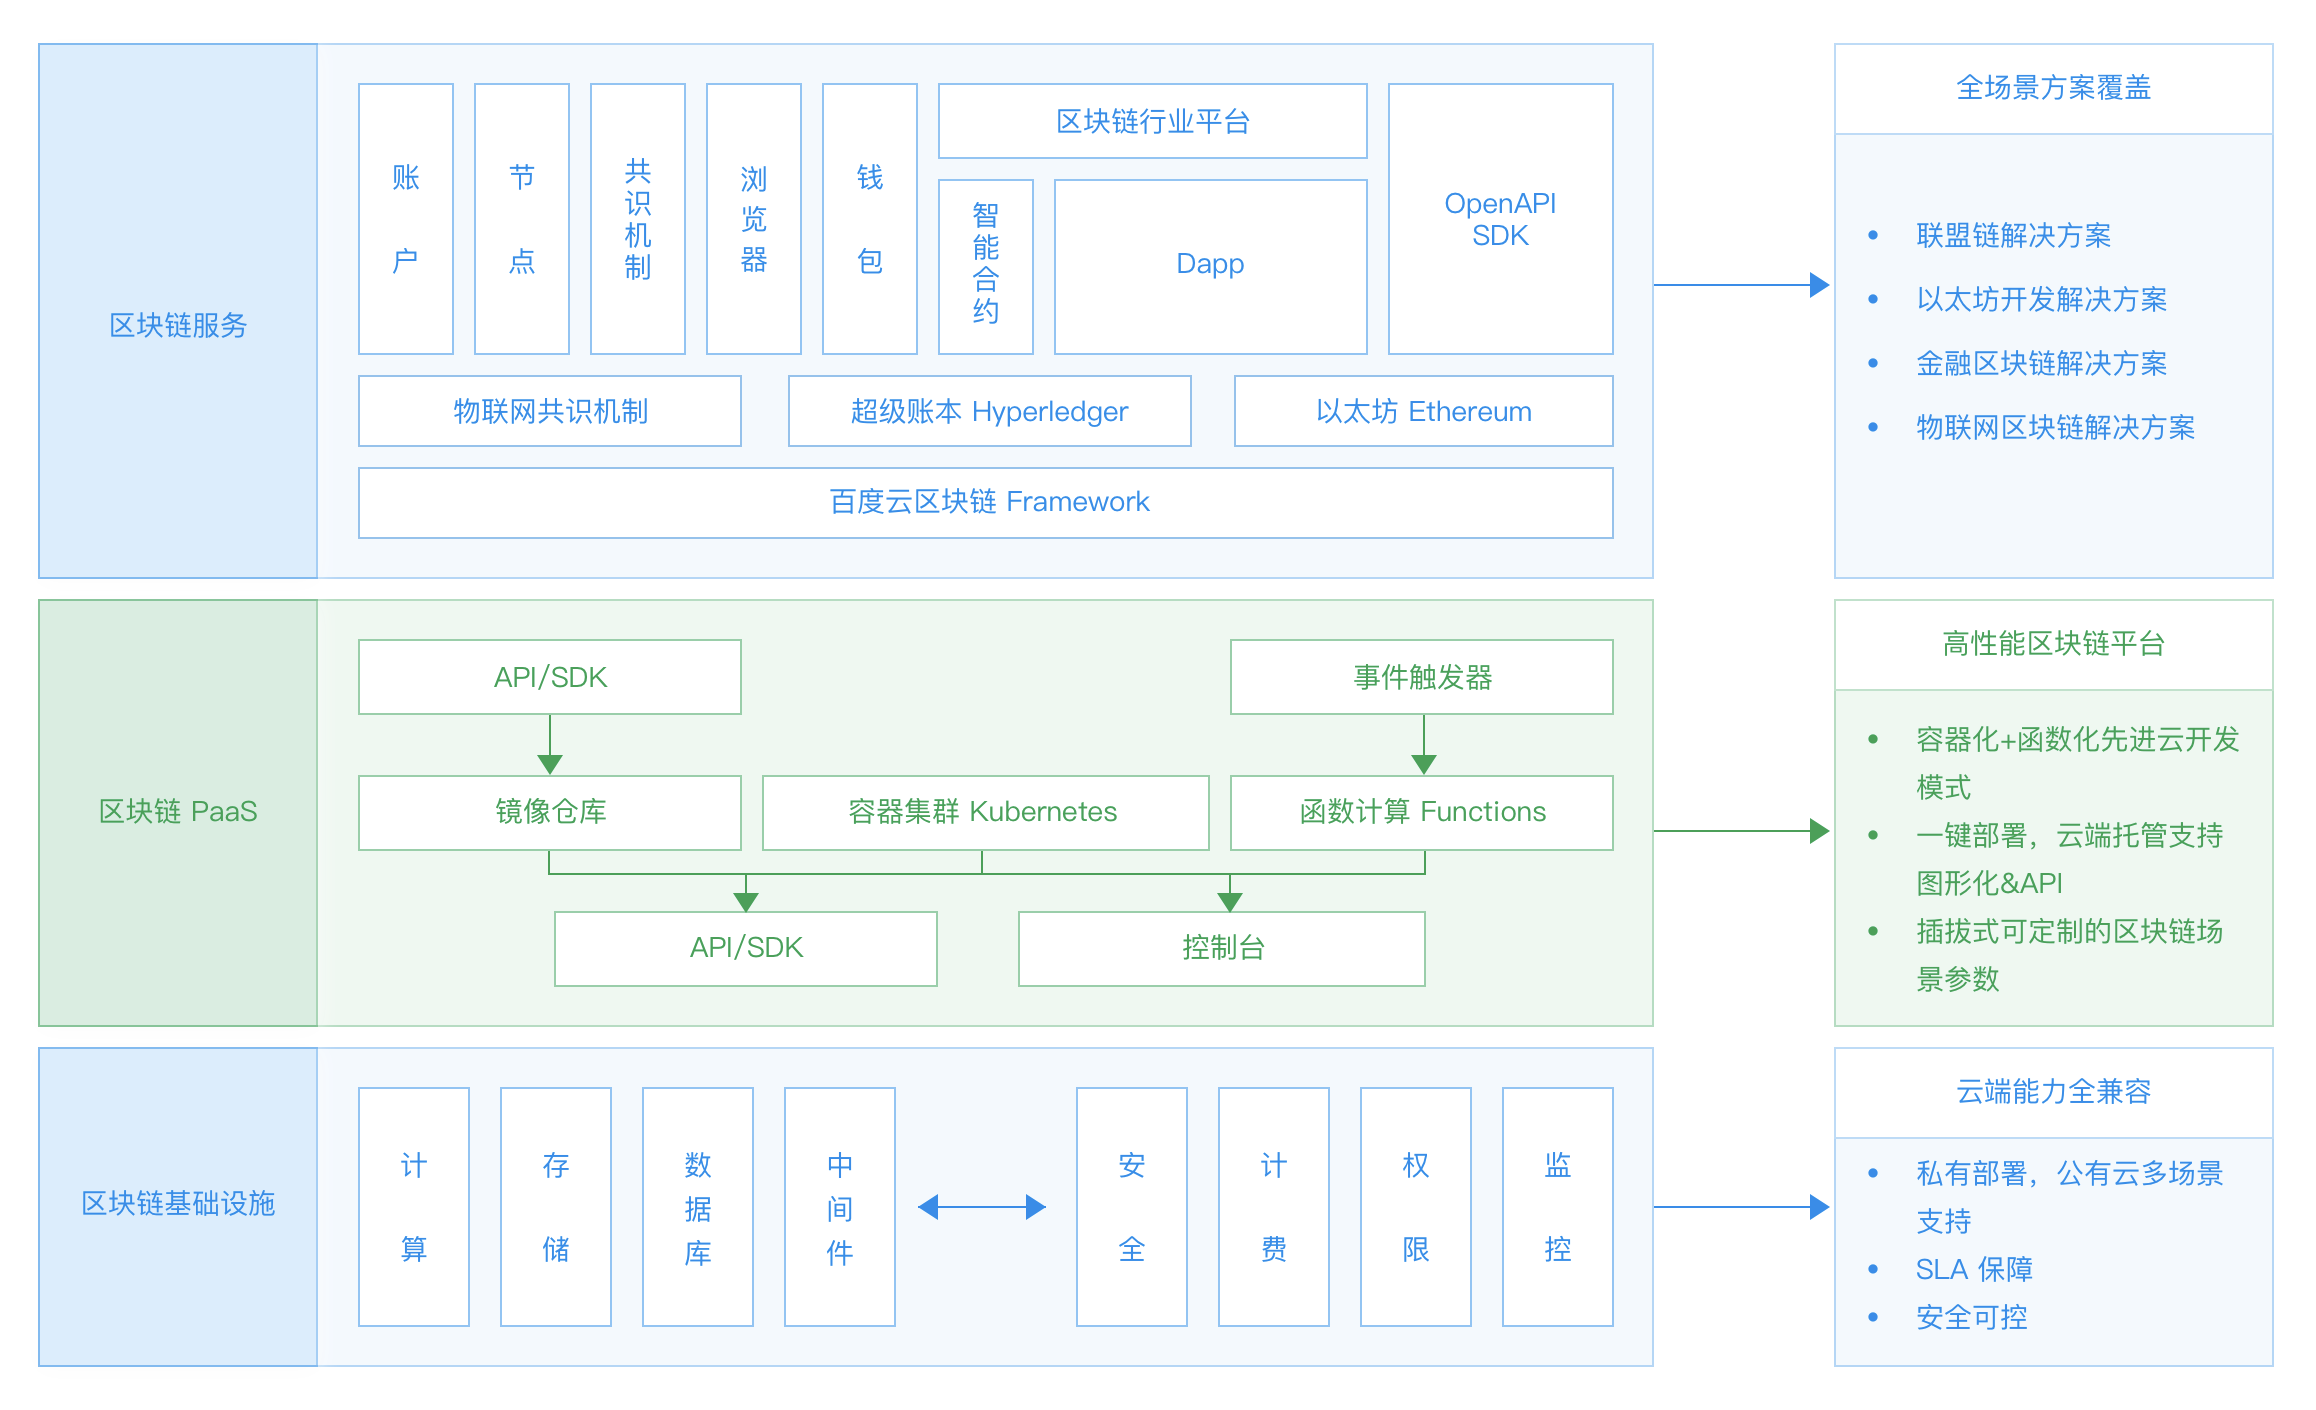 区块链服务
账户
节点
共识机制
浏览器
钱包
区块链行业平台
智能合约
Dapp
OpenAPI
SDK
物联网共识机制
超级账本 Hyperledger
以太坊 Ethereum
百度云区块链 Framework
全场景方案覆盖
• 联盟链解决方案
• 以太坊开发解决方案
• 金融区块链解决方案
• 物联网区块链解决方案
区块链 PaaS
API/SDK
事件触发器
镜像仓库
容器集群 Kubernetes
函数计算 Functions
API/SDK
控制台
高性能区块链平台
• 容器化+函数化先进云开发
模式
• 一键部署，云端托管支持
图形化&API
• 插拔式可定制的区块链场
景参数
区块链基础设施
计算
存储
数据库
中间件
安全
计费
权限
监控
云端能力全兼容
• 私有部署，公有云多场景
支持
• SLA 保障
• 安全可控